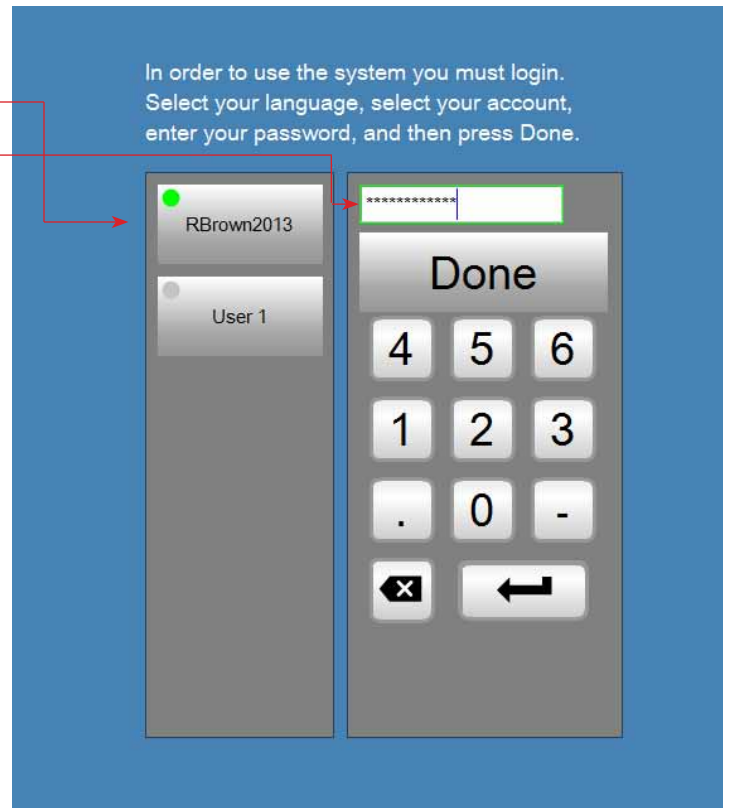 In order to use the system you must login.
Select your language, select your account,
enter your password, and then press Done.
RBrown2013
User 1
************
Done
4 5 6
1 2 3
. 0 -